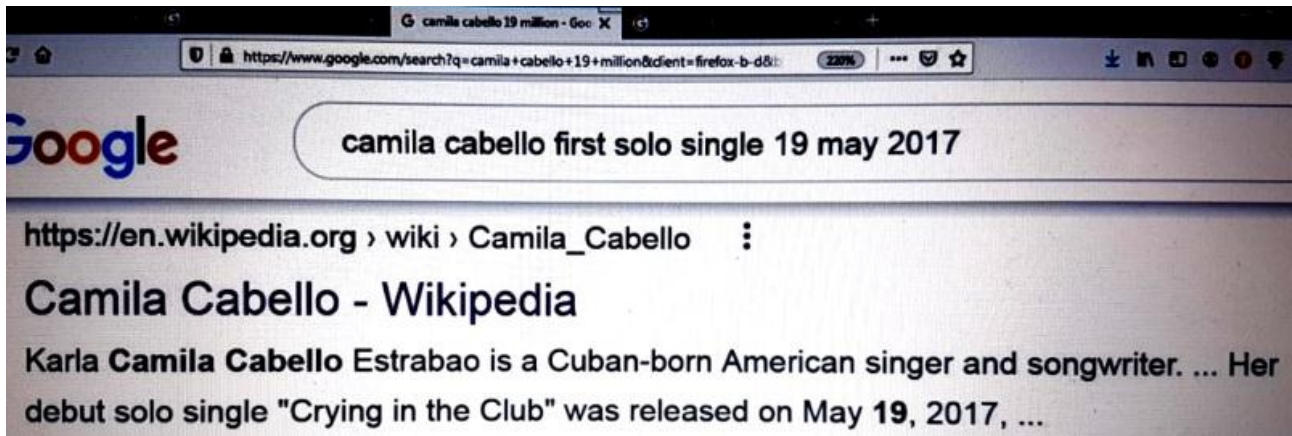 G camila cabello 19 million - Goo X
https://www.google.com/search?q=camila+cabello+19+million&client=firefox-b-d&
220%
Google
camila cabello first solo single 19 may 2017
https://en.wikipedia.org › wiki › Camila_Cabello
Camila Cabello - Wikipedia
Karla Camila Cabello Estrabao is a Cuban-born American singer and songwriter. ... Her
debut solo single "Crying in the Club" was released on May 19, 2017, ...